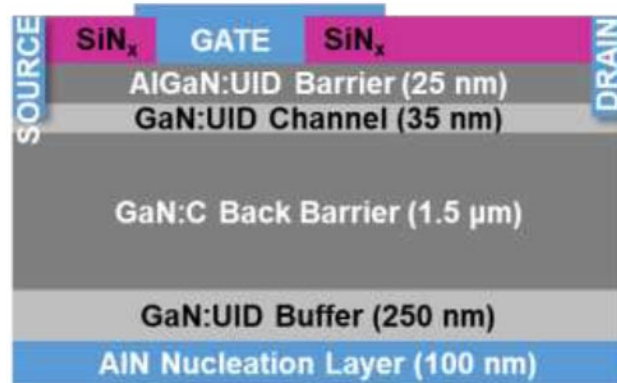 SOURCE
SiNₓ
GATE
SiNₓ
DRAIN
AlGaN:UID Barrier (25 nm)
GaN:UID Channel (35 nm)
GaN:C Back Barrier (1.5 µm)
GaN:UID Buffer (250 nm)
AlN Nucleation Layer (100 nm)